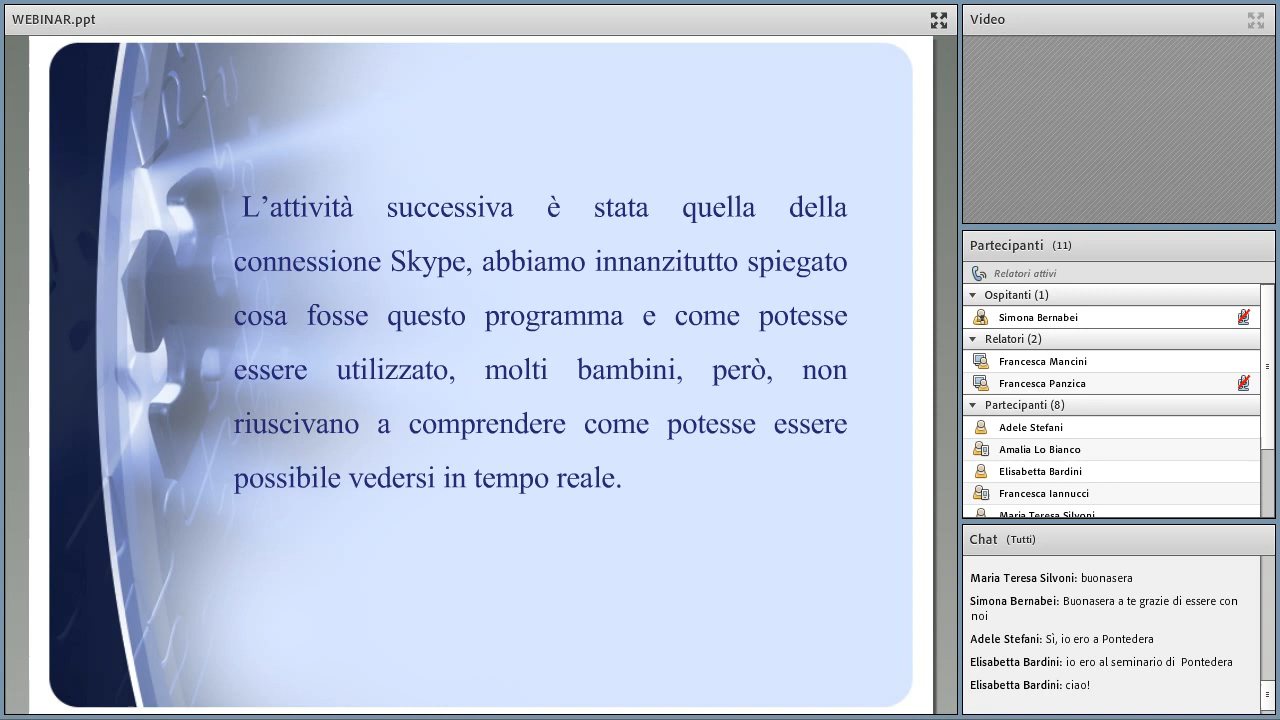 WEBINAR.ppt
L’attività successiva è stata quella della
connessione Skype, abbiamo innanzitutto spiegato
cosa fosse questo programma e come potesse
essere utilizzato, molti bambini, però, non
riuscivano a comprendere come potesse essere
possibile vedersi in tempo reale.
Video
Partecipanti (11)
Relatori attivi
Ospitanti (1)
Simona Bernabei
Relatori (2)
Francesca Mancini
Francesca Panzica
Partecipanti (8)
Adele Stefani
Amalia Lo Bianco
Elisabetta Bardini
Francesca Iannucci
Maria Teresa Silvoni
Chat (Tutti)
Maria Teresa Silvoni: buonasera
Simona Bernabei: Buonasera a te grazie di essere con
noi
Adele Stefani: Sì, io ero a Pontedera
Elisabetta Bardini: io ero al seminario di  Pontedera
Elisabetta Bardini: ciao!